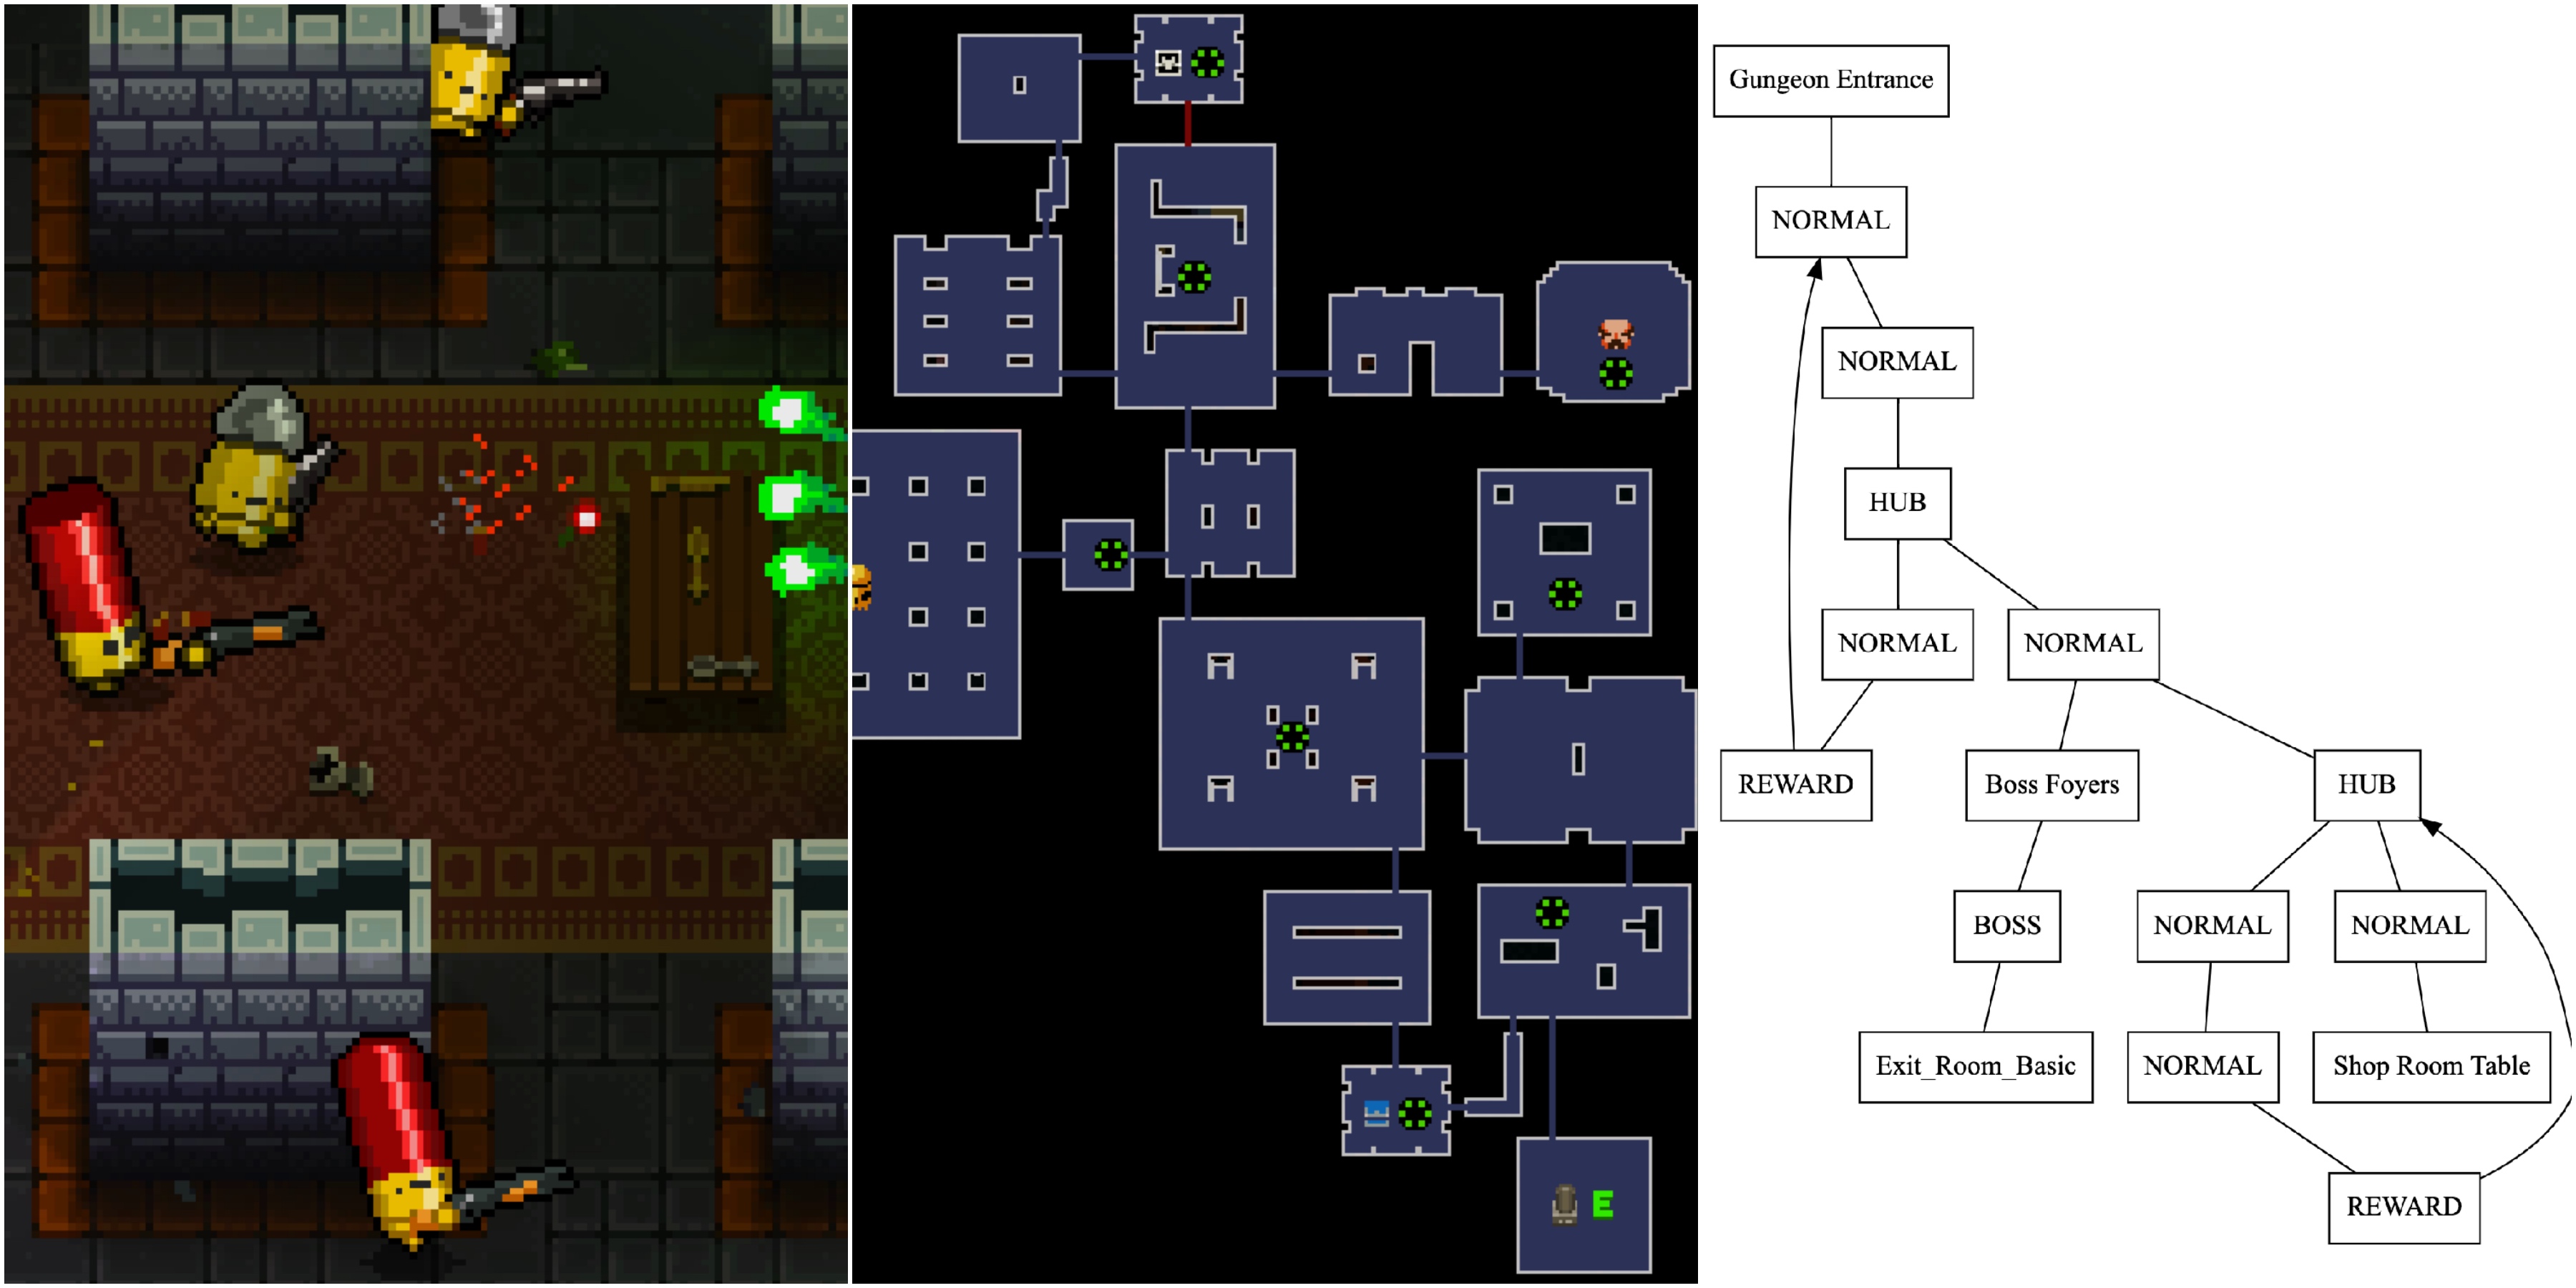 Gungeon Entrance
NORMAL
NORMAL
HUB
NORMAL
NORMAL
REWARD
Boss Foyers
HUB
BOSS
NORMAL
NORMAL
Exit_Room_Basic
NORMAL
Shop Room Table
REWARD
E